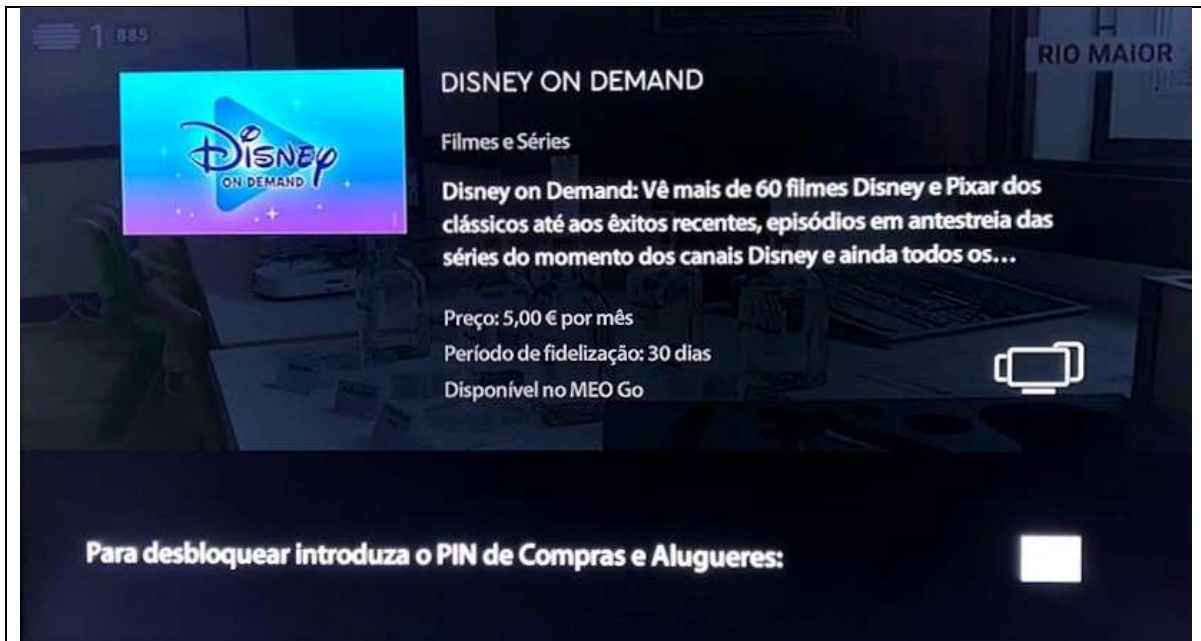 1 885
RIO MAIOR
DISNEY ON DEMAND
DISNEY
ON DEMAND
Filmes e Séries
Disney on Demand: Vê mais de 60 filmes Disney e Pixar dos
clássicos até aos êxitos recentes, episódios em antestreia das
séries do momento dos canais Disney e ainda todos os...
Preço: 5,00 € por mês
Período de fidelização: 30 dias
Disponível no MEO Go
Para desbloquear introduza o PIN de Compras e Alugueres: